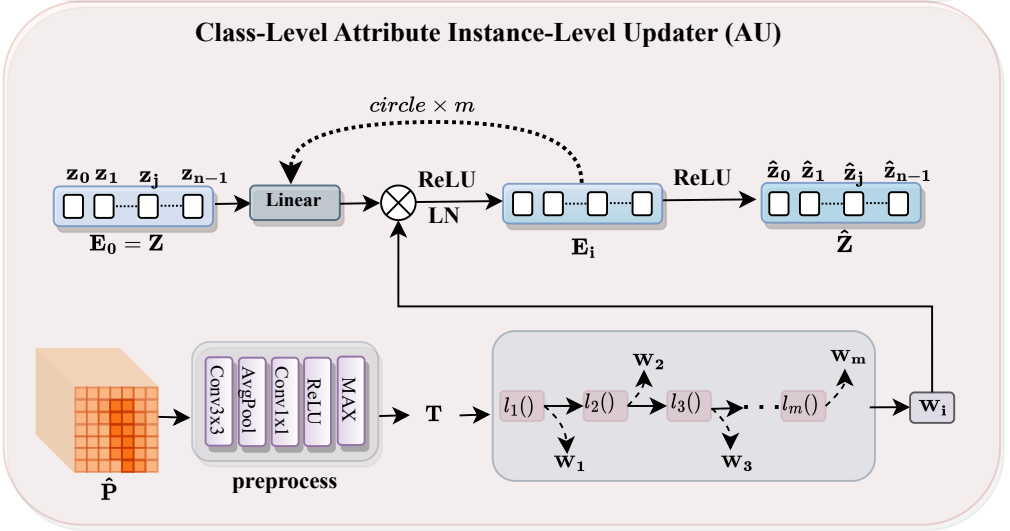 Class-Level Attribute Instance-Level Updater (AU)
circle × m
z₀ z₁ zⱼ zₙ₋₁
Linear
ReLU
LN
ReLU
ẑ₀ ẑ₁ ẑⱼ ẑₙ₋₁
E₀ = Z
Eᵢ
Ẑ
Conv3x3
AvgPool
Conv1x1
ReLU
MAX
T
l₁() l₂() l₃() lₘ()
w₁
w₂
w₃
wₘ
wᵢ
P̂
preprocess